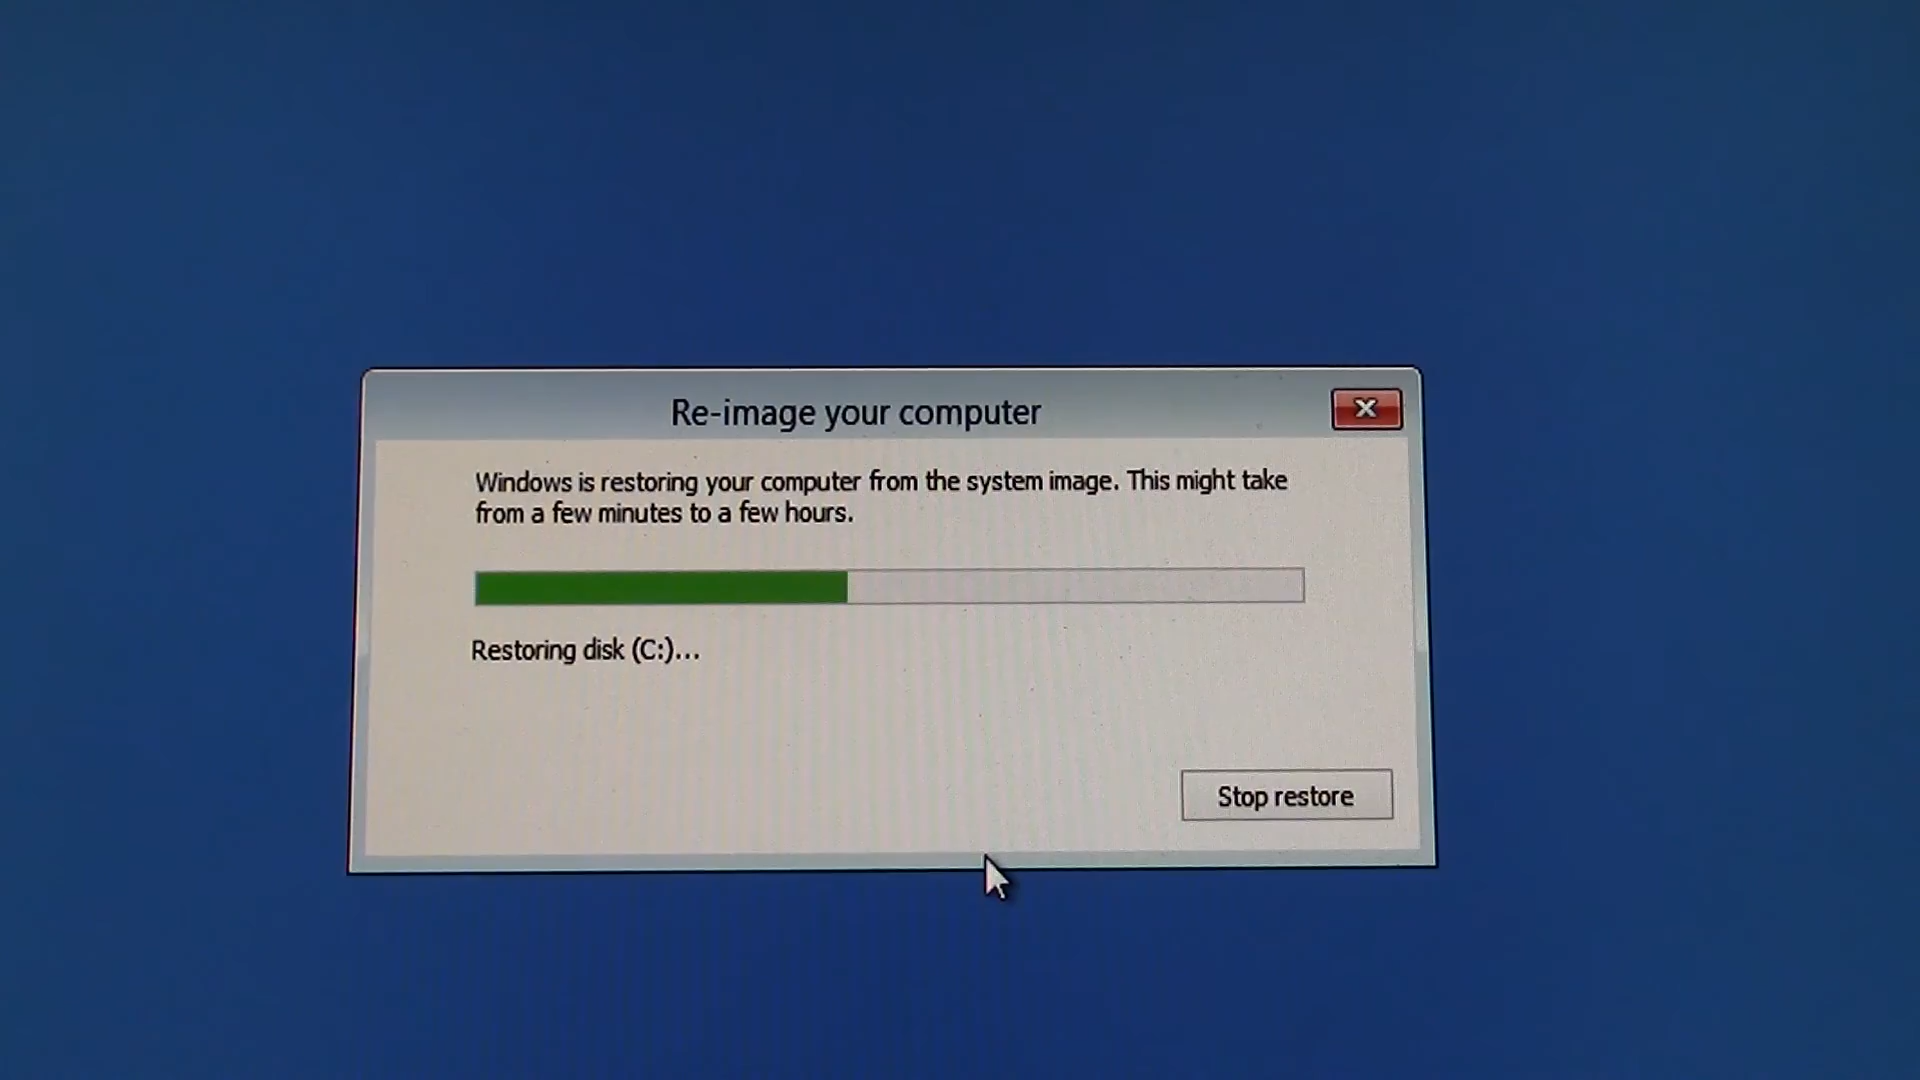 Re-image your computer
Windows is restoring your computer from the system image. This might take
from a few minutes to a few hours.
Restoring disk (C:)...
Stop restore